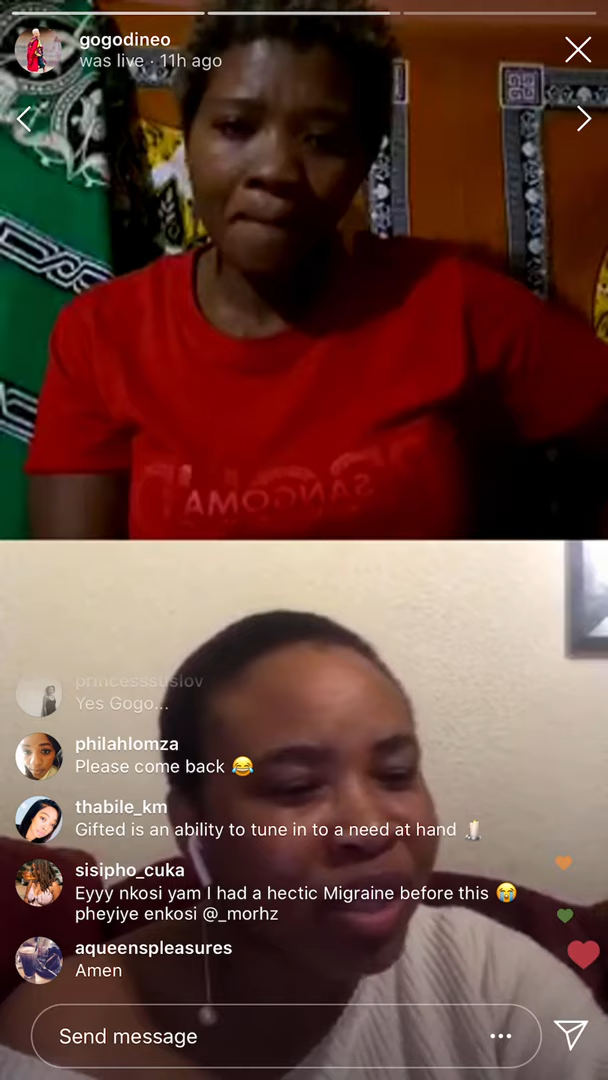 gogodineo
was live · 11h ago
SANGOMA
princesssuslov
Yes Gogo...
philahlomza
Please come back 😂
thabile_km
Gifted is an ability to tune in to a need at hand 🕯️
sisipho_cuka
Eyyy nkosi yam I had a hectic Migraine before this 😭
pheyiye enkosi @_morhz
aqueenspleasures
Amen
Send message